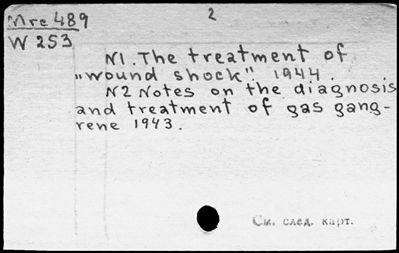 Mre 489
2
W 253
N1. The treatment of
„wound shock". 1944.
N2 Notes on the diagnosis
and treatment of gas gang-
rene 1943.
См. след. карт.